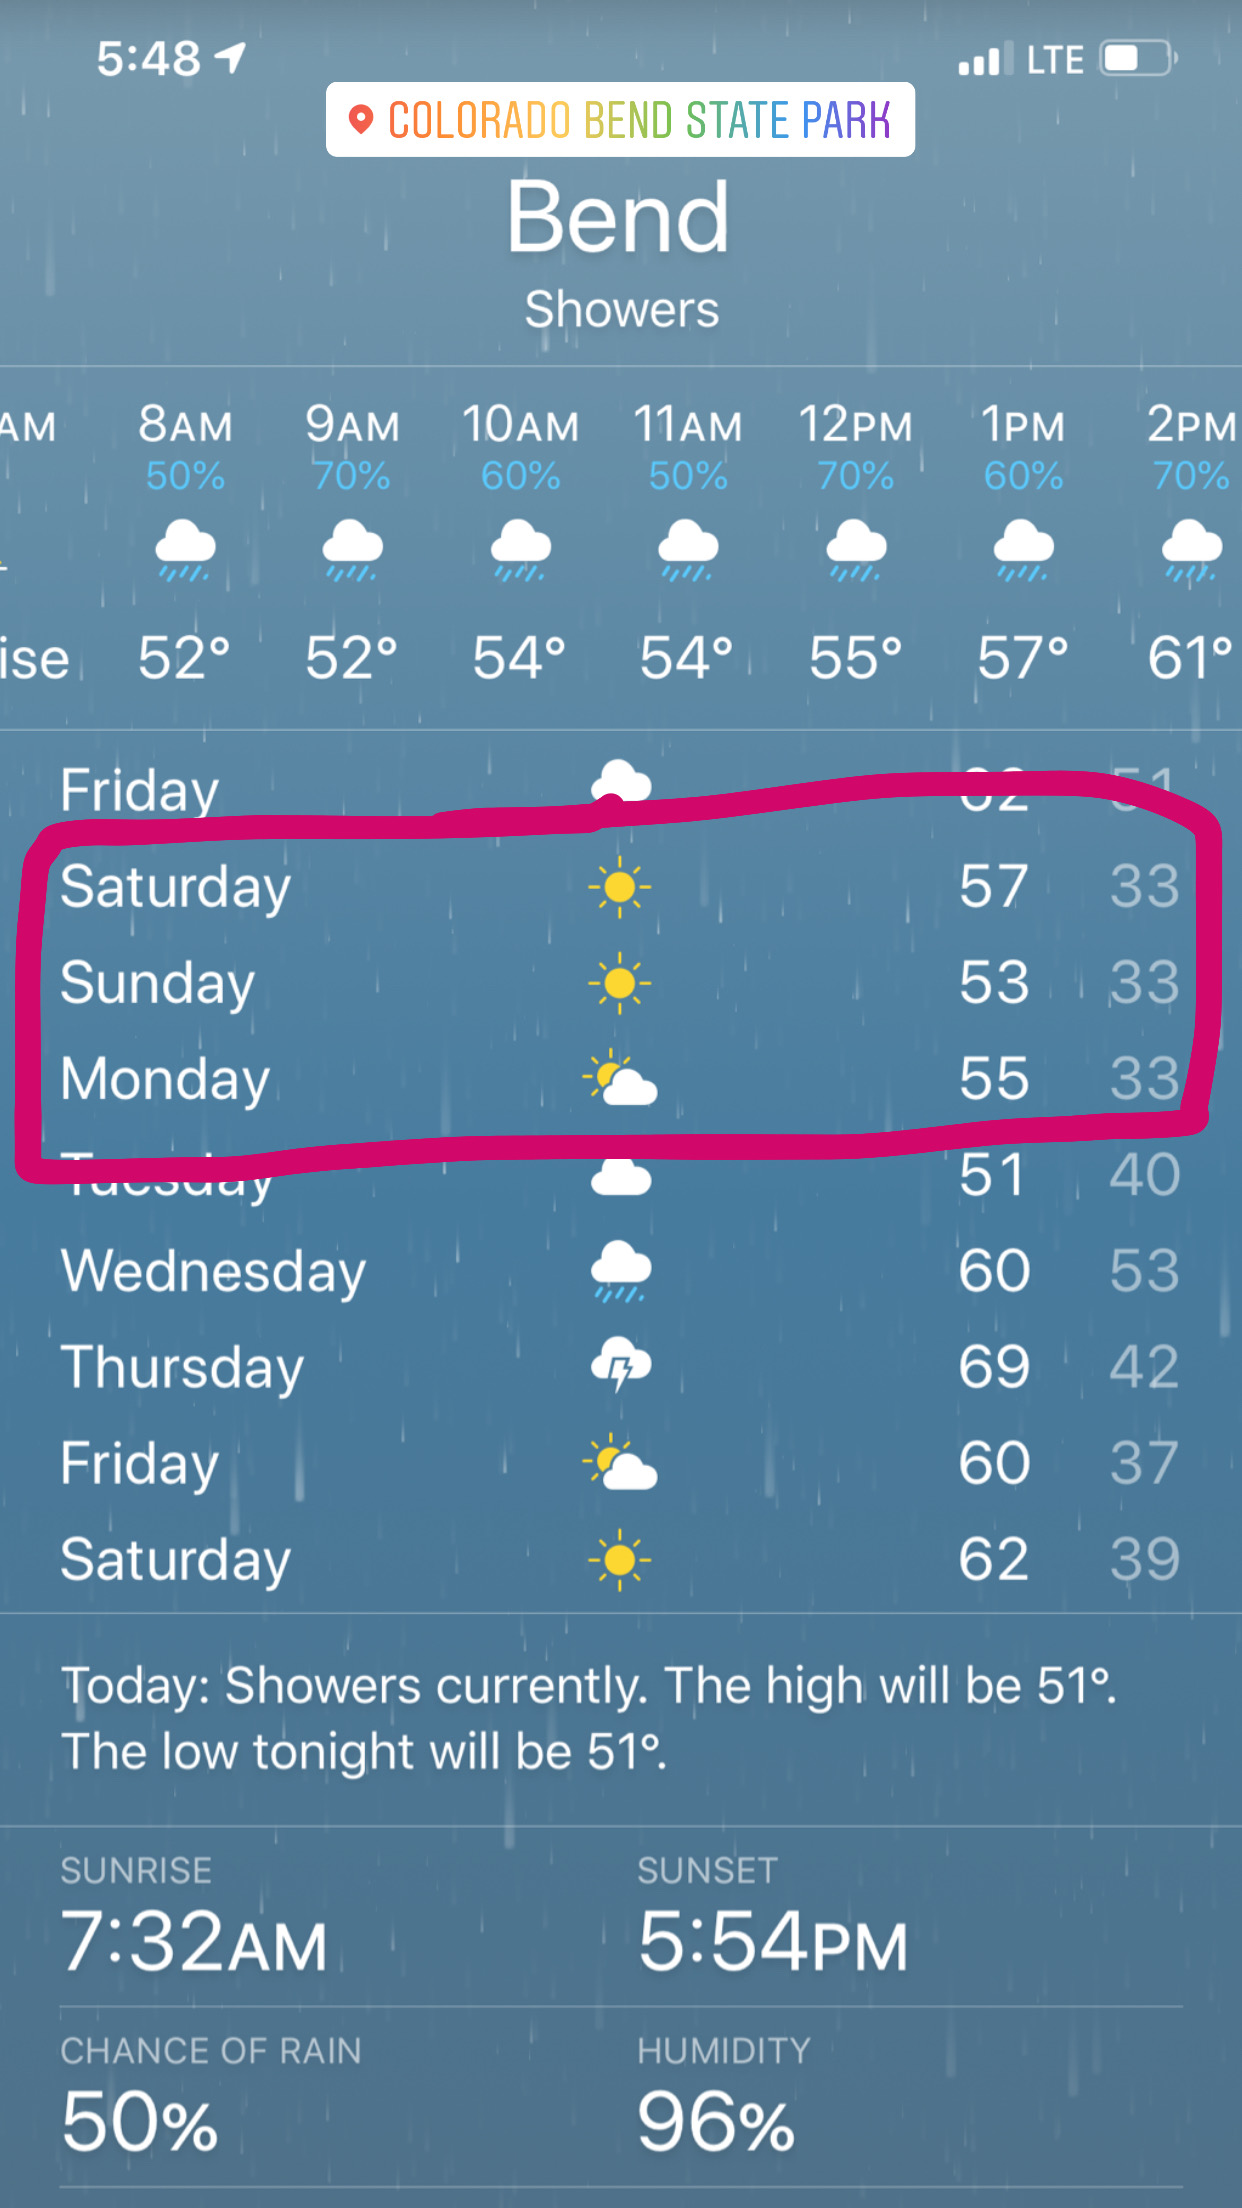 5:48 LTE
COLORADO BEND STATE PARK
Bend
Showers
AM 8AM 9AM 10AM 11AM 12PM 1PM 2PM
50% 70% 60% 50% 70% 60% 70%
ise 52° 52° 54° 54° 55° 57° 61°
Friday 62 51
Saturday 57 33
Sunday 53 33
Monday 55 33
Tuesday 51 40
Wednesday 60 53
Thursday 69 42
Friday 60 37
Saturday 62 39
Today: Showers currently. The high will be 51°.
The low tonight will be 51°.
SUNRISE SUNSET
7:32AM 5:54PM
CHANCE OF RAIN HUMIDITY
50% 96%